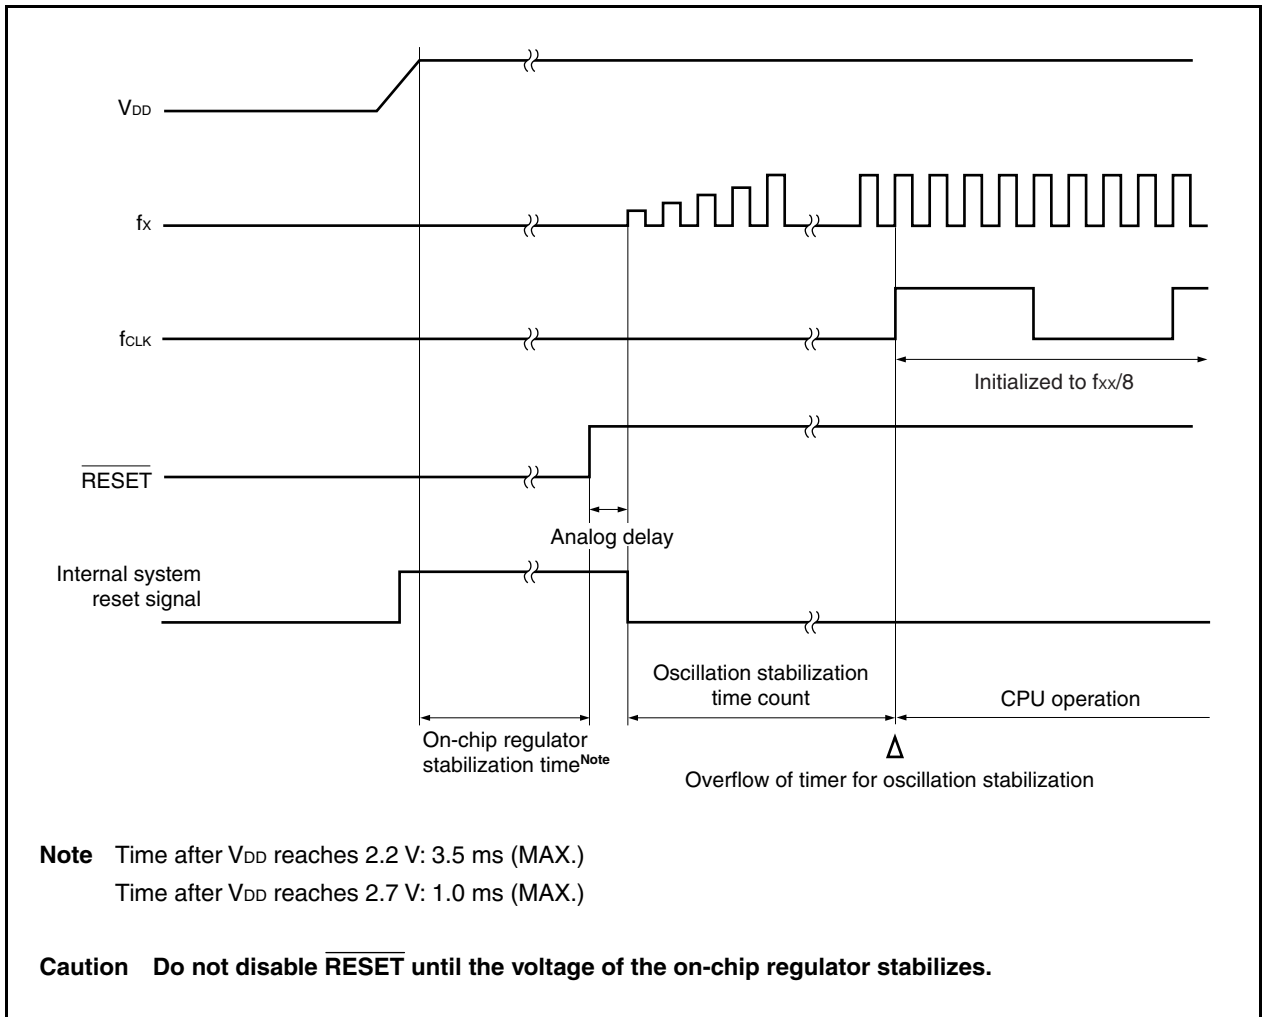 VDD
fX
fCLK
Initialized to fXX/8
RESET
Analog delay
Internal system
reset signal
Oscillation stabilization
time count
CPU operation
On-chip regulator
stabilization timeNote
Overflow of timer for oscillation stabilization
Note Time after VDD reaches 2.2 V: 3.5 ms (MAX.)
Time after VDD reaches 2.7 V: 1.0 ms (MAX.)
Caution Do not disable RESET until the voltage of the on-chip regulator stabilizes.